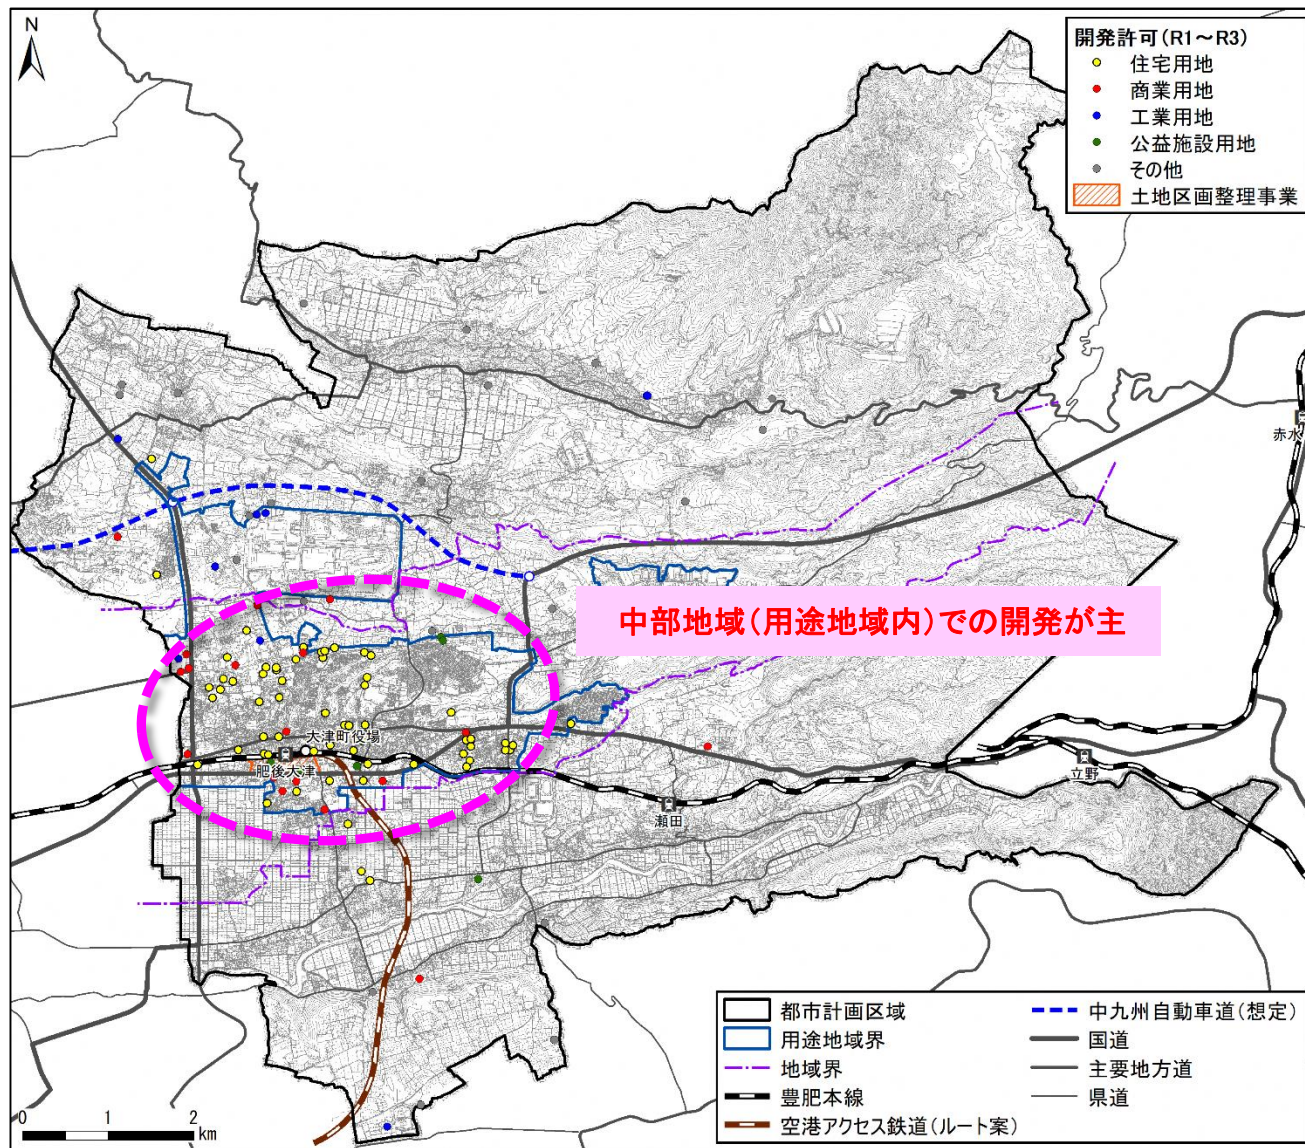 N
開発許可(R1～R3)
住宅用地
商業用地
工業用地
公益施設用地
その他
土地区画整理事業
赤水
中部地域(用途地域内)での開発が主
大津町役場
肥後大津
立野
瀬田
都市計画区域
用途地域界
地域界
豊肥本線
空港アクセス鉄道(ルート案)
中九州自動車道(想定)
国道
主要地方道
県道
0 1 2
km